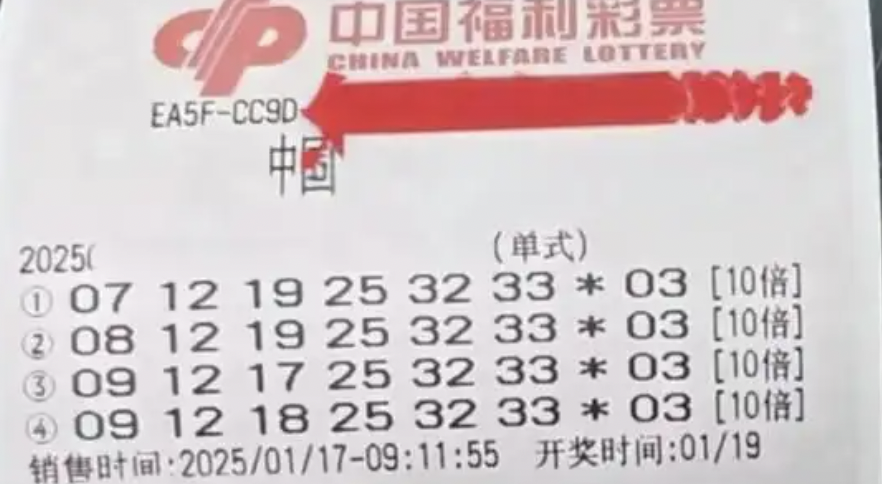 中国福利彩票
CHINA WELFARE LOTTERY
EA5F-CC9D
中国
2025(
(单式)
① 07 12 19 25 32 33 * 03 [10倍]
② 08 12 19 25 32 33 * 03 [10倍]
③ 09 12 17 25 32 33 * 03 [10倍]
④ 09 12 18 25 32 33 * 03 [10倍]
销售时间:2025/01/17-09:11:55 开奖时间:01/19